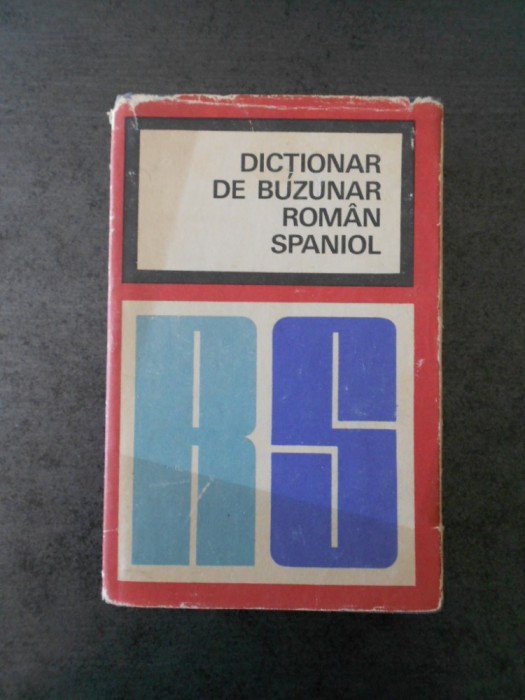 DICȚIONAR
DE BUZUNAR
ROMÂN
SPANIOL
RS